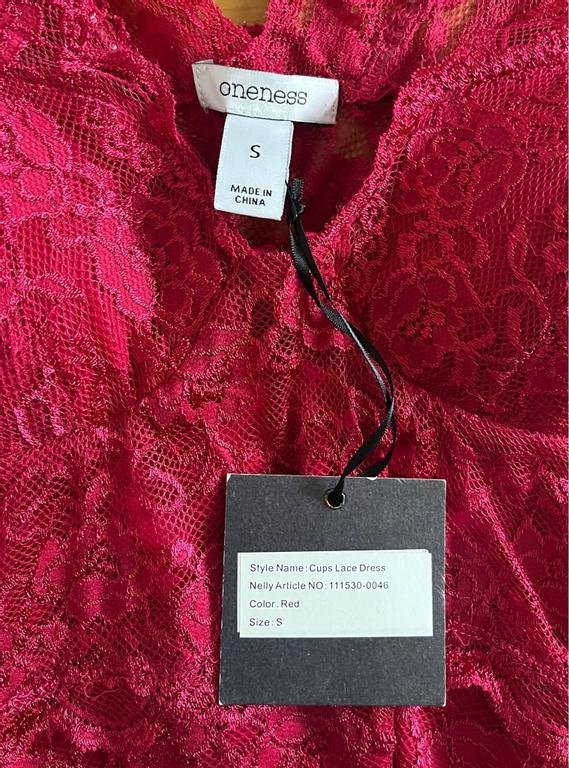 oneness
S
MADE IN
CHINA
Style Name: Cups Lace Dress
Nelly Article NO: 111530-0046
Color: Red
Size: S